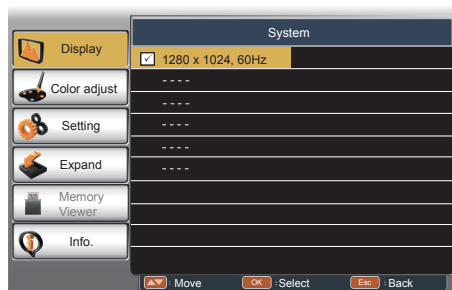 System
Display
Color adjust
Setting
Expand
Memory
Viewer
Info.
1280 x 1024, 60Hz
- - - -
- - - -
- - - -
- - - -
- - - -
: Move
OK : Select
Esc : Back